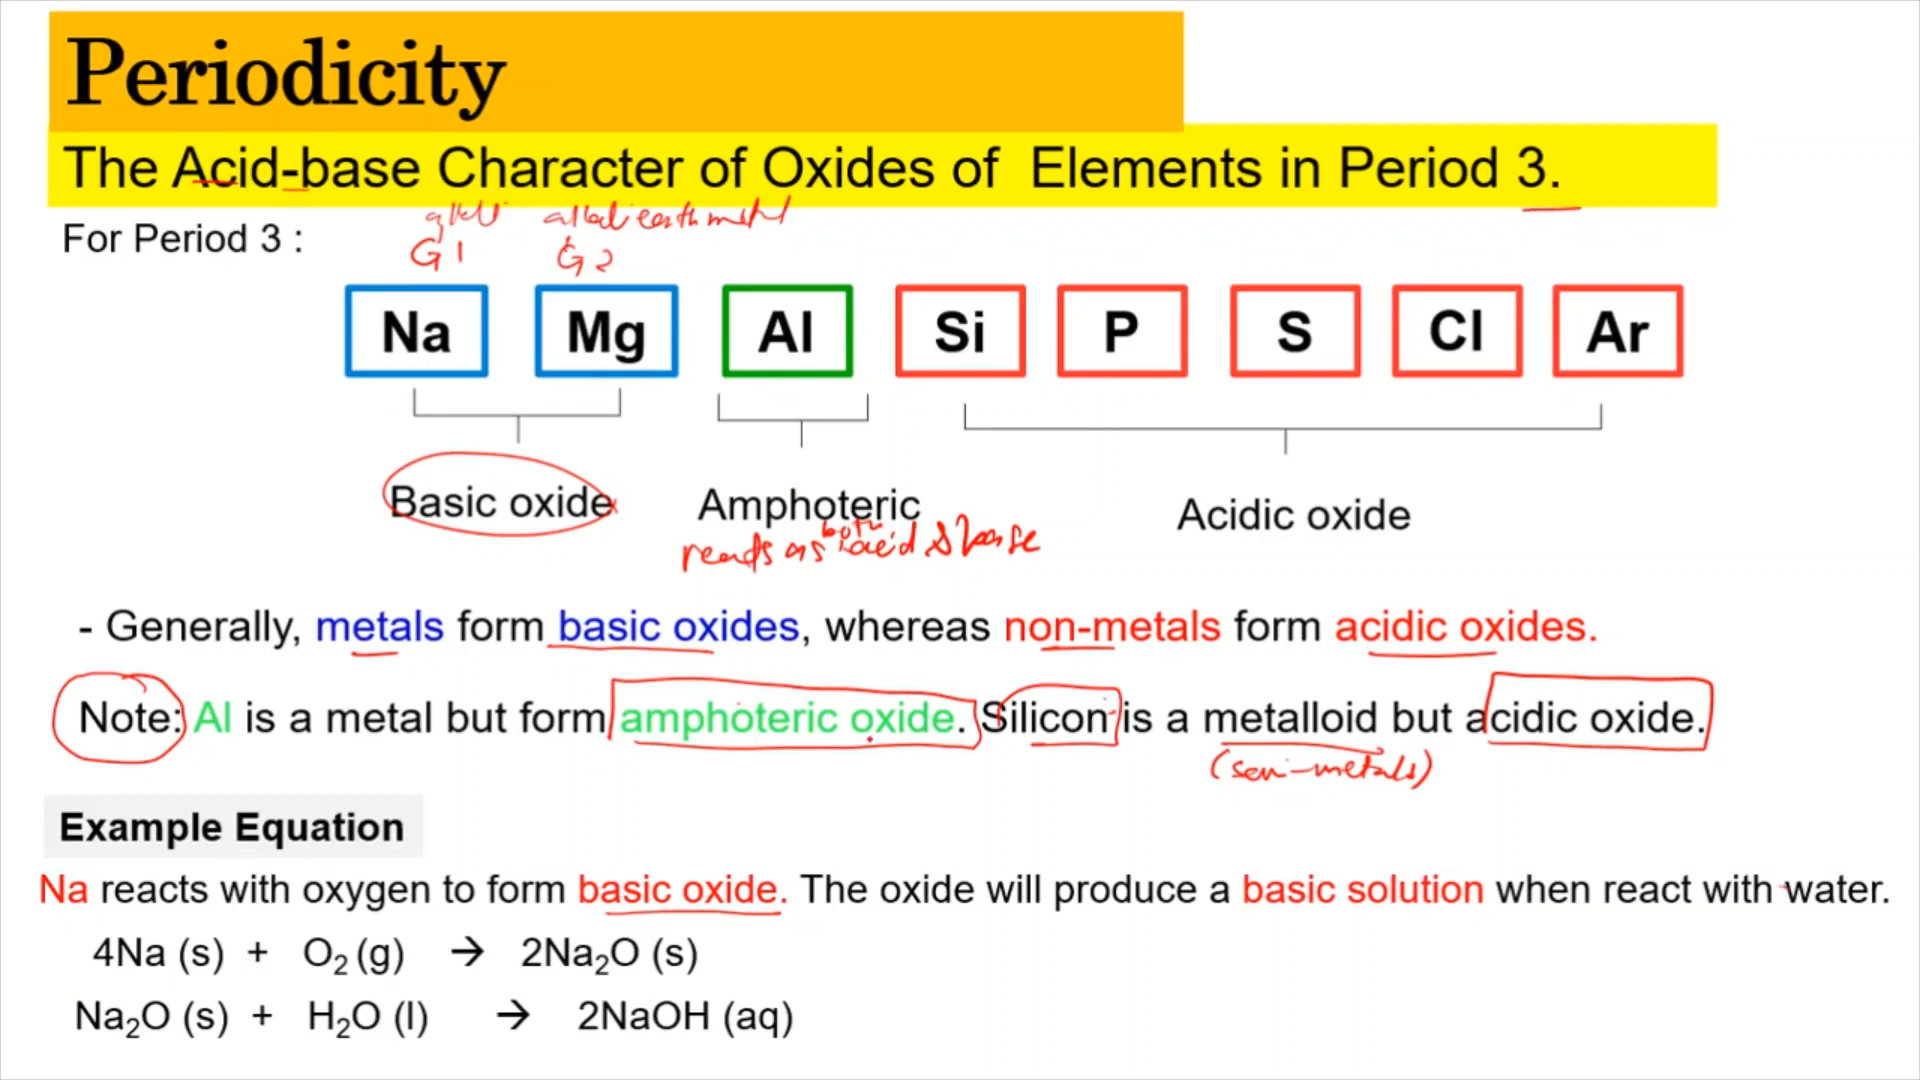 Periodicity
The Acid-base Character of Oxides of Elements in Period 3.
For Period 3 :
alkali earth metal
G1 G2
Na Mg Al Si P S Cl Ar
Basic oxide Amphoteric Acidic oxide
both
reacts as acid & base
- Generally, metals form basic oxides, whereas non-metals form acidic oxides.
Note: Al is a metal but form amphoteric oxide. Silicon is a metalloid but acidic oxide.
(semi-metals)
Example Equation
Na reacts with oxygen to form basic oxide. The oxide will produce a basic solution when react with water.
4Na (s) + O₂ (g) → 2Na₂O (s)
Na₂O (s) + H₂O (l) → 2NaOH (aq)